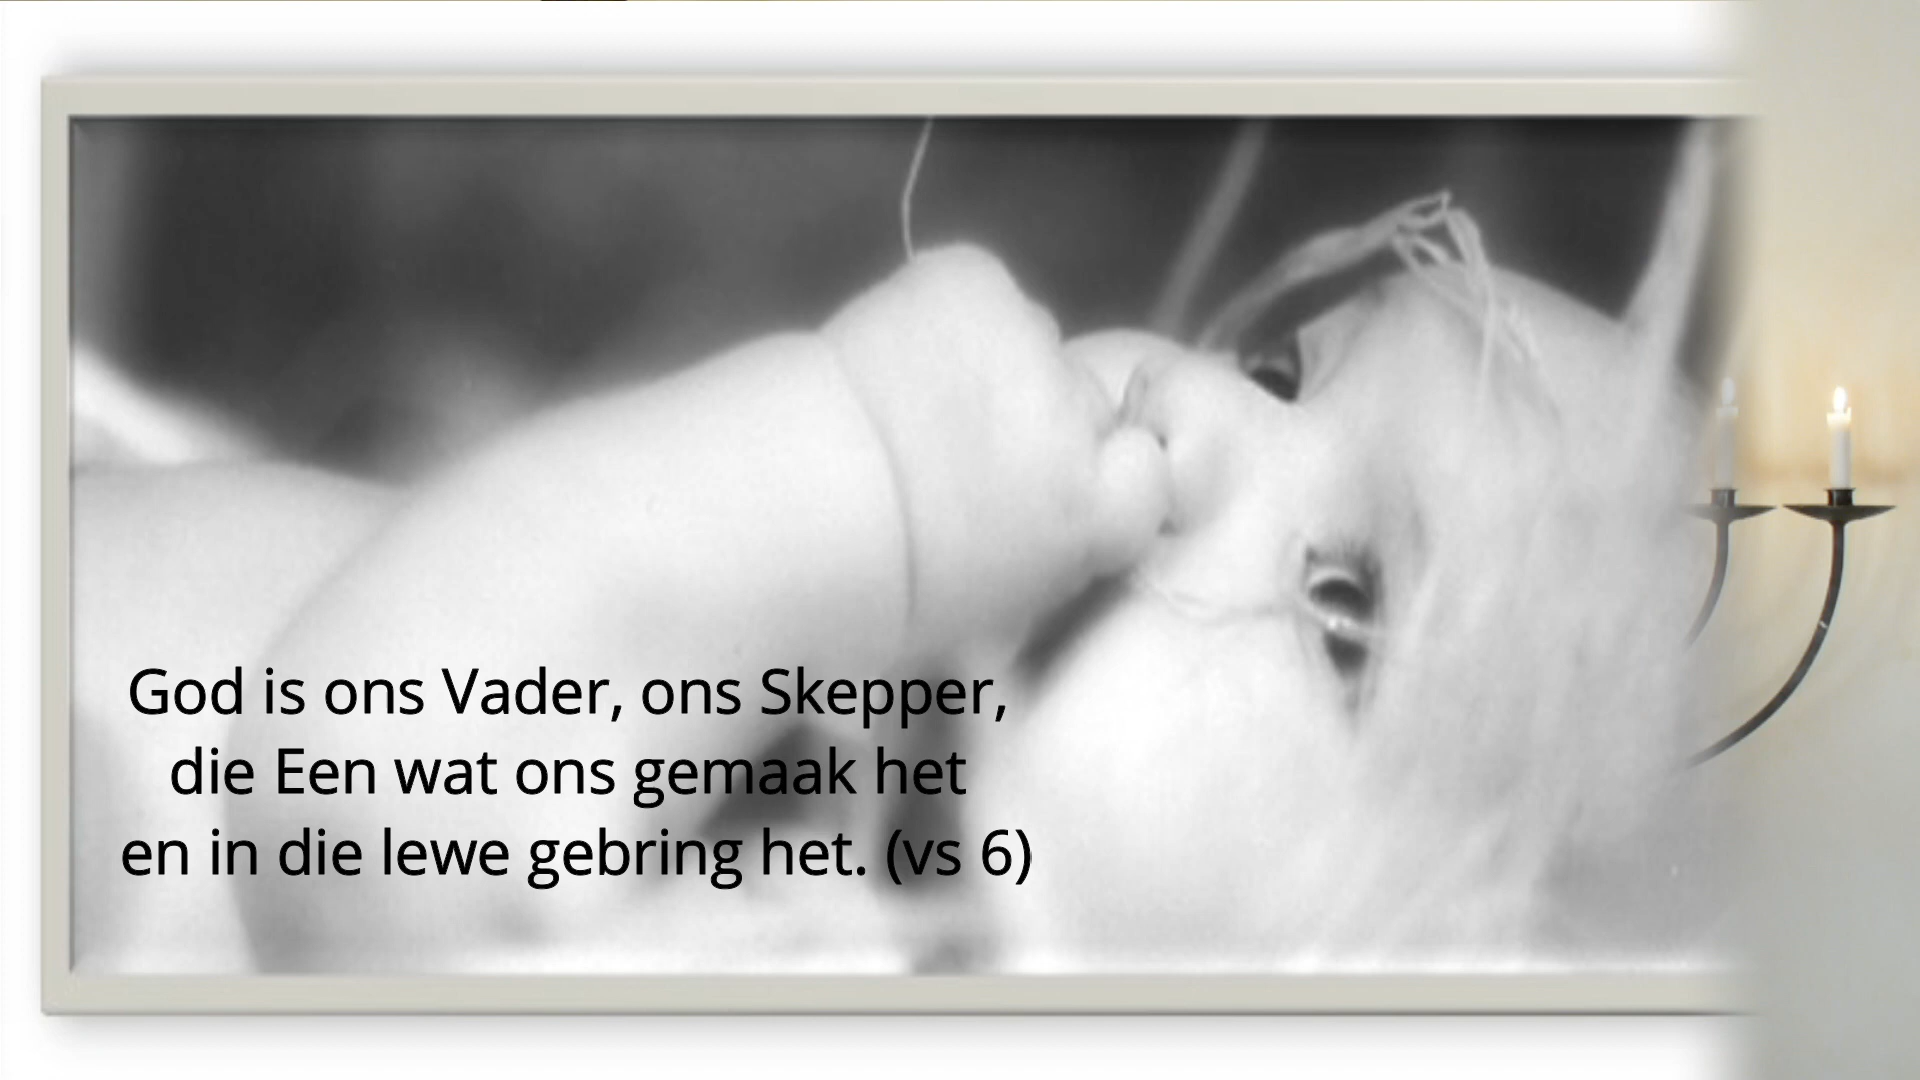 God is ons Vader, ons Skepper,
die Een wat ons gemaak het
en in die lewe gebring het. (vs 6)